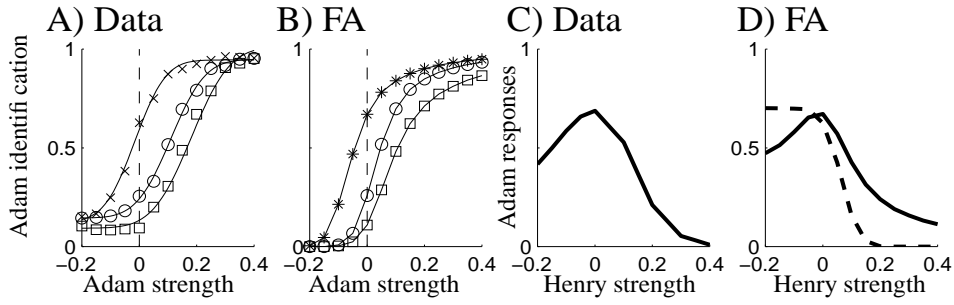 A) Data
B) FA
C) Data
D) FA
Adam identifi cation
1
0.5
0
−0.2
0
0.2
0.4
Adam strength
1
0.5
0
−0.2
0
0.2
0.4
Adam strength
Adam responses
1
0.5
0
−0.2
0
0.2
0.4
Henry strength
1
0.5
0
−0.2
0
0.2
0.4
Henry strength